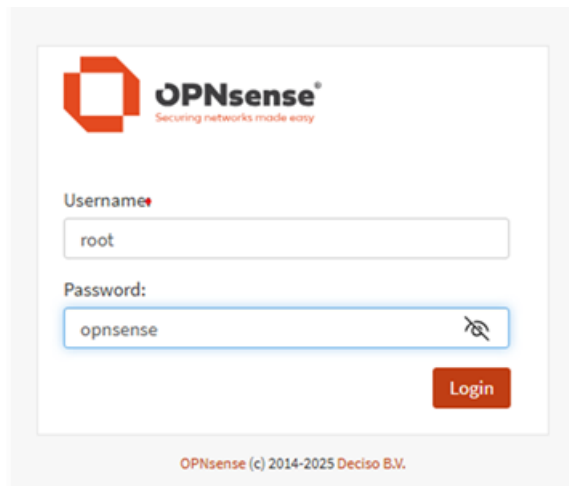 OPNsense®
Securing networks made easy
Username:
root
Password:
opnsense
Login
OPNsense (c) 2014-2025 Deciso B.V.